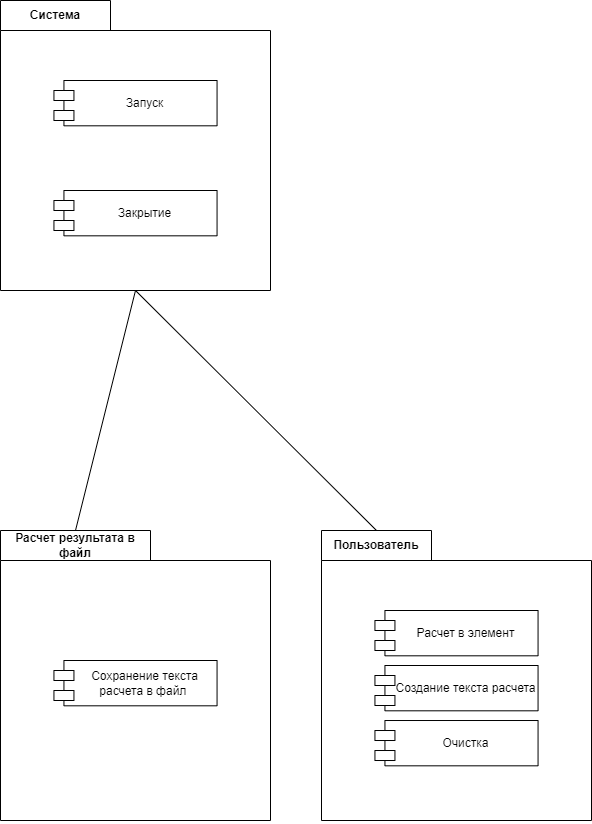 Система
Запуск
Закрытие
Расчет результата в
файл
Сохранение текста
расчета в файл
Пользователь
Расчет в элемент
Создание текста расчета
Очистка